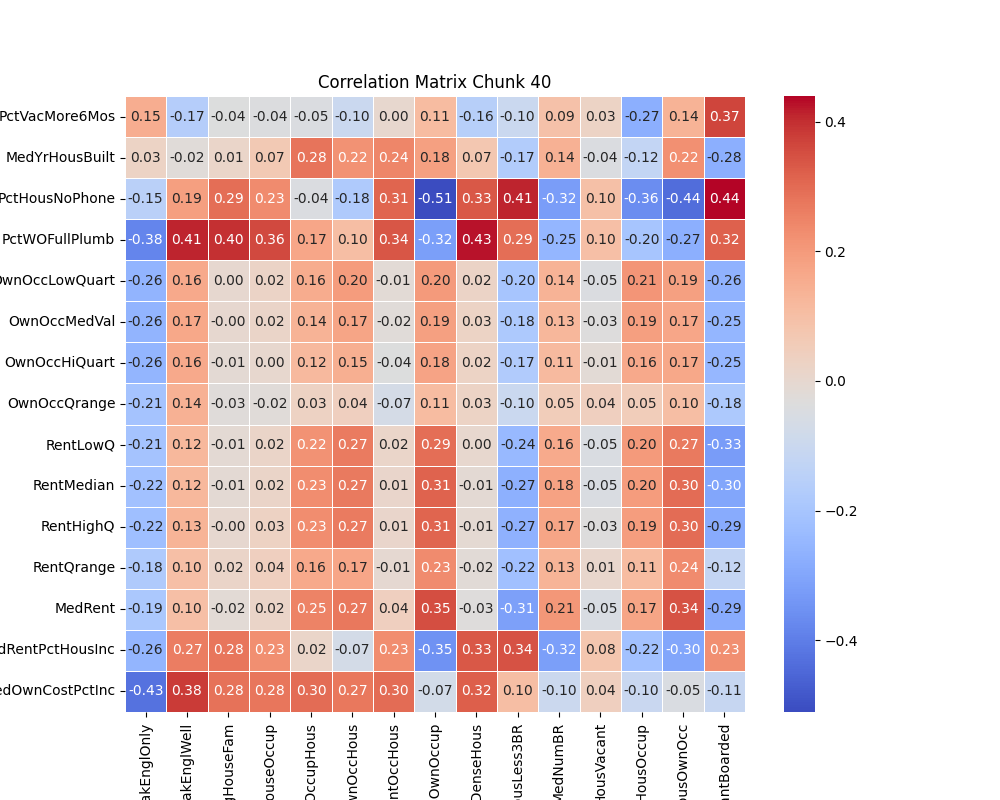 Correlation Matrix Chunk 40
PctVacMore6Mos 0.15 -0.17 -0.04 -0.04 -0.05 -0.10 0.00 0.11 -0.16 -0.10 0.09 0.03 -0.27 0.14 0.37
MedYrHousBuilt 0.03 -0.02 0.01 0.07 0.28 0.22 0.24 0.18 0.07 -0.17 0.14 -0.04 -0.12 0.22 -0.28
PctHousNoPhone -0.15 0.19 0.29 0.23 -0.04 -0.18 0.31 -0.51 0.33 0.41 -0.32 0.10 -0.36 -0.44 0.44
PctWOFullPlumb -0.38 0.41 0.40 0.36 0.17 0.10 0.34 -0.32 0.43 0.29 -0.25 0.10 -0.20 -0.27 0.32
wnOccLowQuart -0.26 0.16 0.00 0.02 0.16 0.20 -0.01 0.20 0.02 -0.20 0.14 -0.05 0.21 0.19 -0.26
OwnOccMedVal -0.26 0.17 -0.00 0.02 0.14 0.17 -0.02 0.19 0.03 -0.18 0.13 -0.03 0.19 0.17 -0.25
OwnOccHiQuart -0.26 0.16 -0.01 0.00 0.12 0.15 -0.04 0.18 0.02 -0.17 0.11 -0.01 0.16 0.17 -0.25
OwnOccQrange -0.21 0.14 -0.03 -0.02 0.03 0.04 -0.07 0.11 0.03 -0.10 0.05 0.04 0.05 0.10 -0.18
RentLowQ -0.21 0.12 -0.01 0.02 0.22 0.27 0.02 0.29 0.00 -0.24 0.16 -0.05 0.20 0.27 -0.33
RentMedian -0.22 0.12 -0.01 0.02 0.23 0.27 0.01 0.31 -0.01 -0.27 0.18 -0.05 0.20 0.30 -0.30
RentHighQ -0.22 0.13 -0.00 0.03 0.23 0.27 0.01 0.31 -0.01 -0.27 0.17 -0.03 0.19 0.30 -0.29
RentQrange -0.18 0.10 0.02 0.04 0.16 0.17 -0.01 0.23 -0.02 -0.22 0.13 0.01 0.11 0.24 -0.12
MedRent -0.19 0.10 -0.02 0.02 0.25 0.27 0.04 0.35 -0.03 -0.31 0.21 -0.05 0.17 0.34 -0.29
dRentPctHousInc -0.26 0.27 0.28 0.23 0.02 -0.07 0.23 -0.35 0.33 0.34 -0.32 0.08 -0.22 -0.30 0.23
edOwnCostPctInc -0.43 0.38 0.28 0.28 0.30 0.27 0.30 -0.07 0.32 0.10 -0.10 0.04 -0.10 -0.05 -0.11
akEnglOnly
akEnglWell
gHouseFam
ouseOccup
OccupHous
wnOccHous
ntOccHous
OwnOccup
DenseHous
usLess3BR
MedNumBR
HousVacant
HousOccup
usOwnOcc
antBoarded
0.4
0.2
0.0
−0.2
−0.4